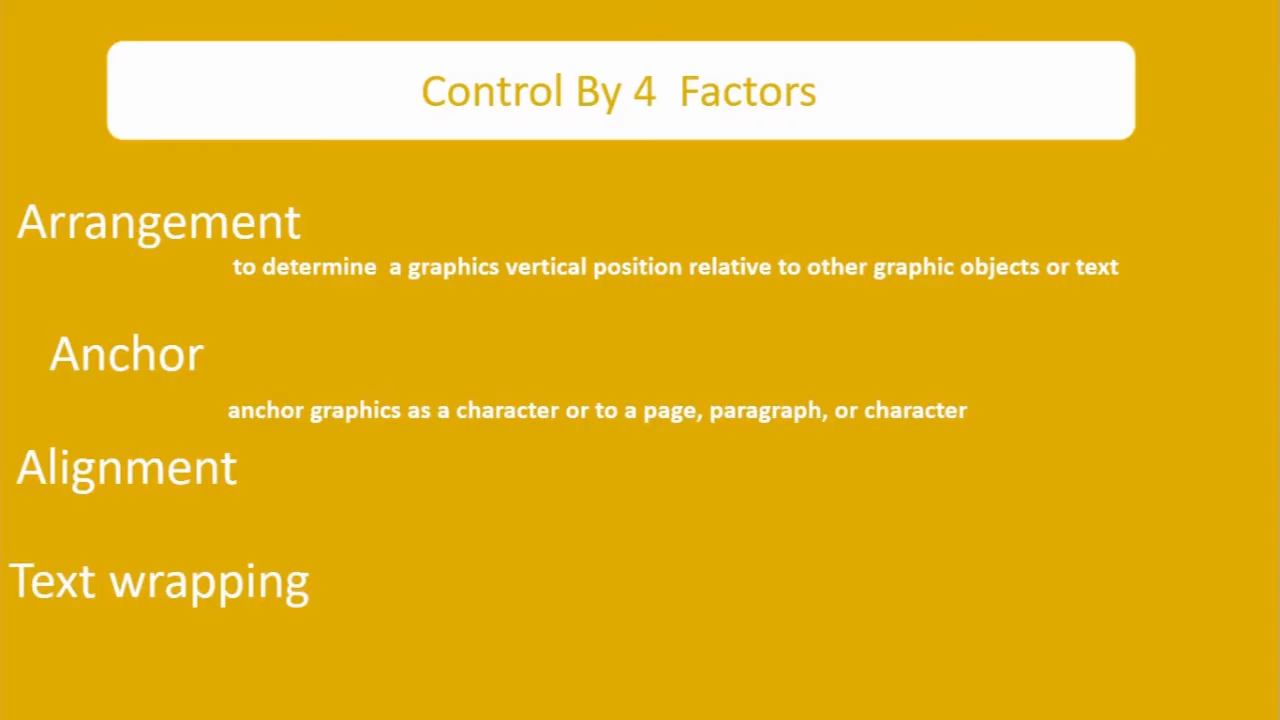 Control By 4  Factors
Arrangement
to determine  a graphics vertical position relative to other graphic objects or text
Anchor
anchor graphics as a character or to a page, paragraph, or character
Alignment
Text wrapping